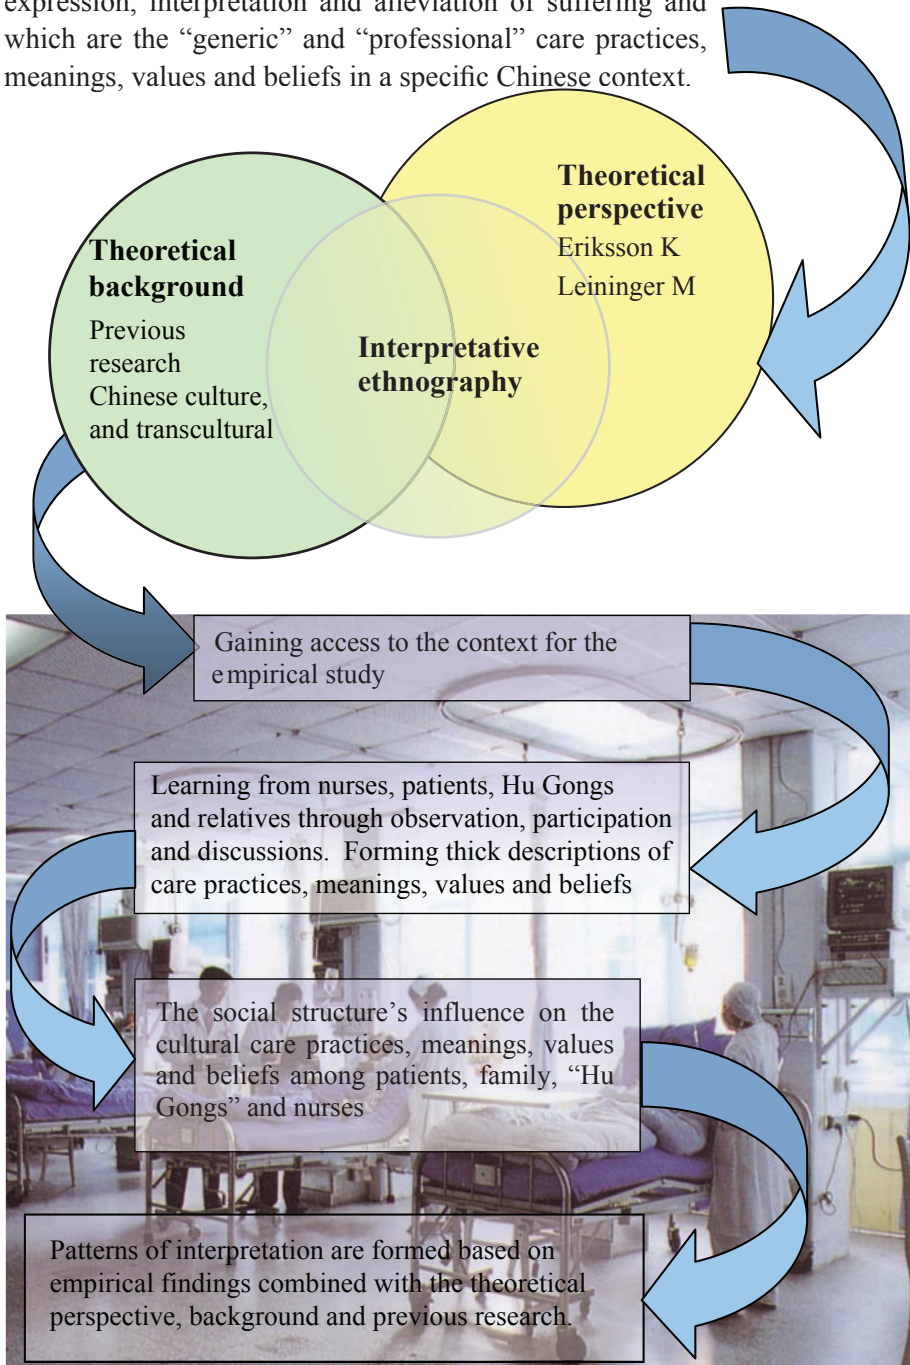 expression, interpretation and alleviation of suffering and
which are the “generic” and “professional” care practices,
meanings, values and beliefs in a specific Chinese context.
Theoretical
perspective
Eriksson K
Leininger M
Theoretical
background
Previous
research
Chinese culture,
and transcultural
Interpretative
ethnography
Gaining access to the context for the
empirical study
Learning from nurses, patients, Hu Gongs
and relatives through observation, participation
and discussions. Forming thick descriptions of
care practices, meanings, values and beliefs
The social structure’s influence on the
cultural care practices, meanings, values
and beliefs among patients, family, “Hu
Gongs” and nurses
Patterns of interpretation are formed based on
empirical findings combined with the theoretical
perspective, background and previous research.